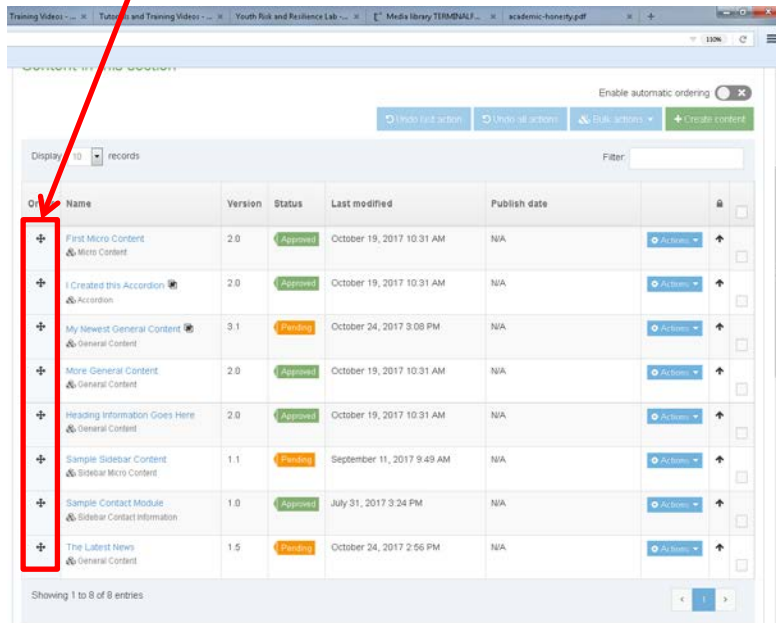 Training Videos - ... × Tutorials and Training Videos - ... × Youth Risk and Resilience Lab -... × Media library TERMINALF... × academic-honesty.pdf × +
110%
Content in this section
Enable automatic ordering
Undo last action Undo all actions Bulk actions + Create content
Display 10 records Filter:
Name Version Status Last modified Publish date
First Micro Content 2.0 Approved October 19, 2017 10:31 AM N/A Actions
Micro Content
I Created this Accordion 2.0 Approved October 19, 2017 10:31 AM N/A Actions
Accordion
My Newest General Content 3.1 Pending October 24, 2017 3:08 PM N/A Actions
General Content
More General Content 2.0 Approved October 19, 2017 10:31 AM N/A Actions
General Content
Heading Information Goes Here 2.0 Approved October 19, 2017 10:31 AM N/A Actions
General Content
Sample Sidebar Content 1.1 Pending September 11, 2017 9:49 AM N/A Actions
Sidebar Micro Content
Sample Contact Module 1.0 Approved July 31, 2017 3:24 PM N/A Actions
Sidebar Contact Information
The Latest News 1.5 Pending October 24, 2017 2:56 PM N/A Actions
General Content
Showing 1 to 8 of 8 entries 1